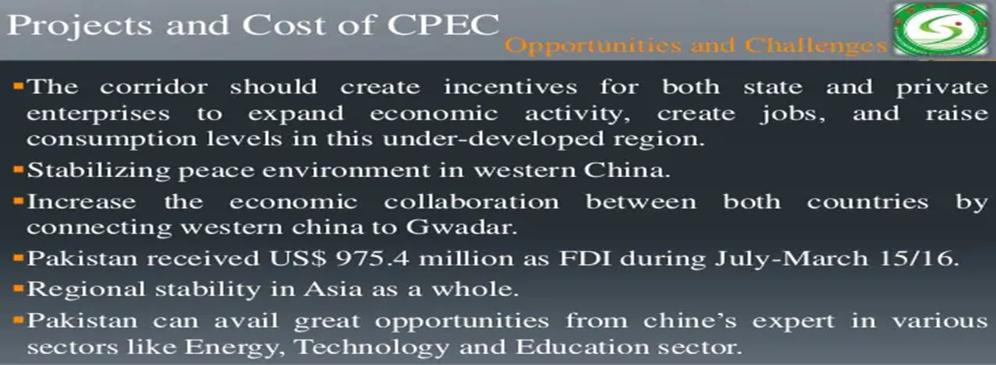 Projects and Cost of CPEC
Opportunities and Challenges
▪The corridor should create incentives for both state and private
enterprises to expand economic activity, create jobs, and raise
consumption levels in this under-developed region.
▪Stabilizing peace environment in western China.
▪Increase the economic collaboration between both countries by
connecting western china to Gwadar.
▪Pakistan received US$ 975.4 million as FDI during July-March 15/16.
▪Regional stability in Asia as a whole.
▪Pakistan can avail great opportunities from chine’s expert in various
sectors like Energy, Technology and Education sector.